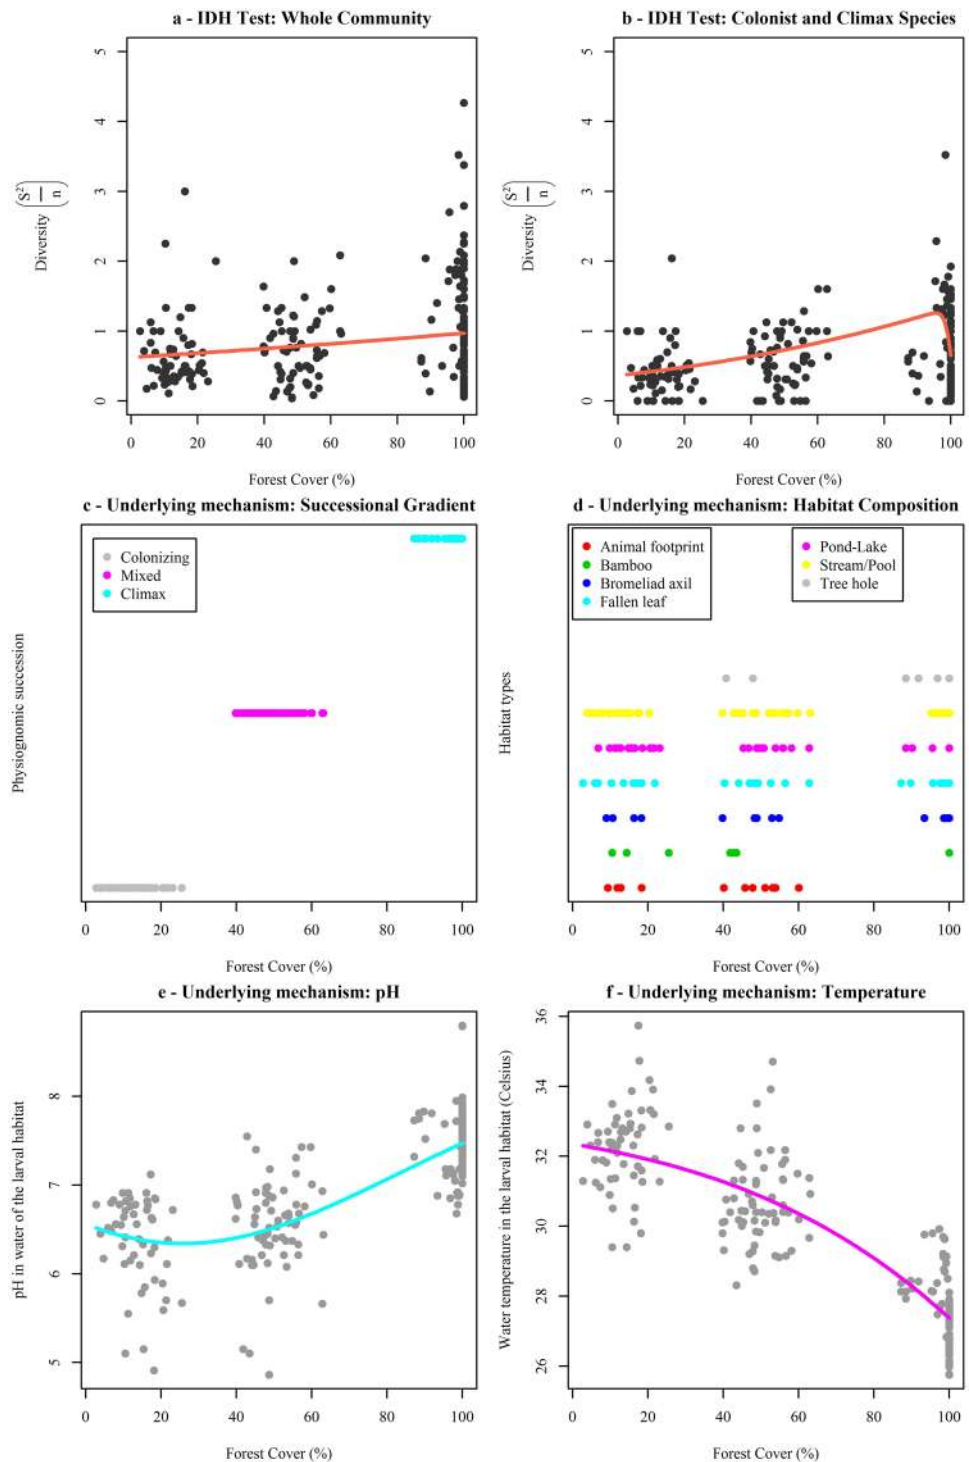 a - IDH Test: Whole Community
5
4
3
2
1
0
Diversity (S²/n)
0 20 40 60 80 100
Forest Cover (%)
b - IDH Test: Colonist and Climax Species
5
4
3
2
1
0
Diversity (S²/n)
0 20 40 60 80 100
Forest Cover (%)
c - Underlying mechanism: Successional Gradient
Colonizing
Mixed
Climax
Physiognomic succession
0 20 40 60 80 100
Forest Cover (%)
d - Underlying mechanism: Habitat Composition
Animal footprint
Bamboo
Bromeliad axil
Fallen leaf
Pond-Lake
Stream/Pool
Tree hole
Habitat types
0 20 40 60 80 100
Forest Cover (%)
e - Underlying mechanism: pH
8
7
6
5
pH in water of the larval habitat
0 20 40 60 80 100
Forest Cover (%)
f - Underlying mechanism: Temperature
36
34
32
30
28
26
Water temperature in the larval habitat (Celsius)
0 20 40 60 80 100
Forest Cover (%)